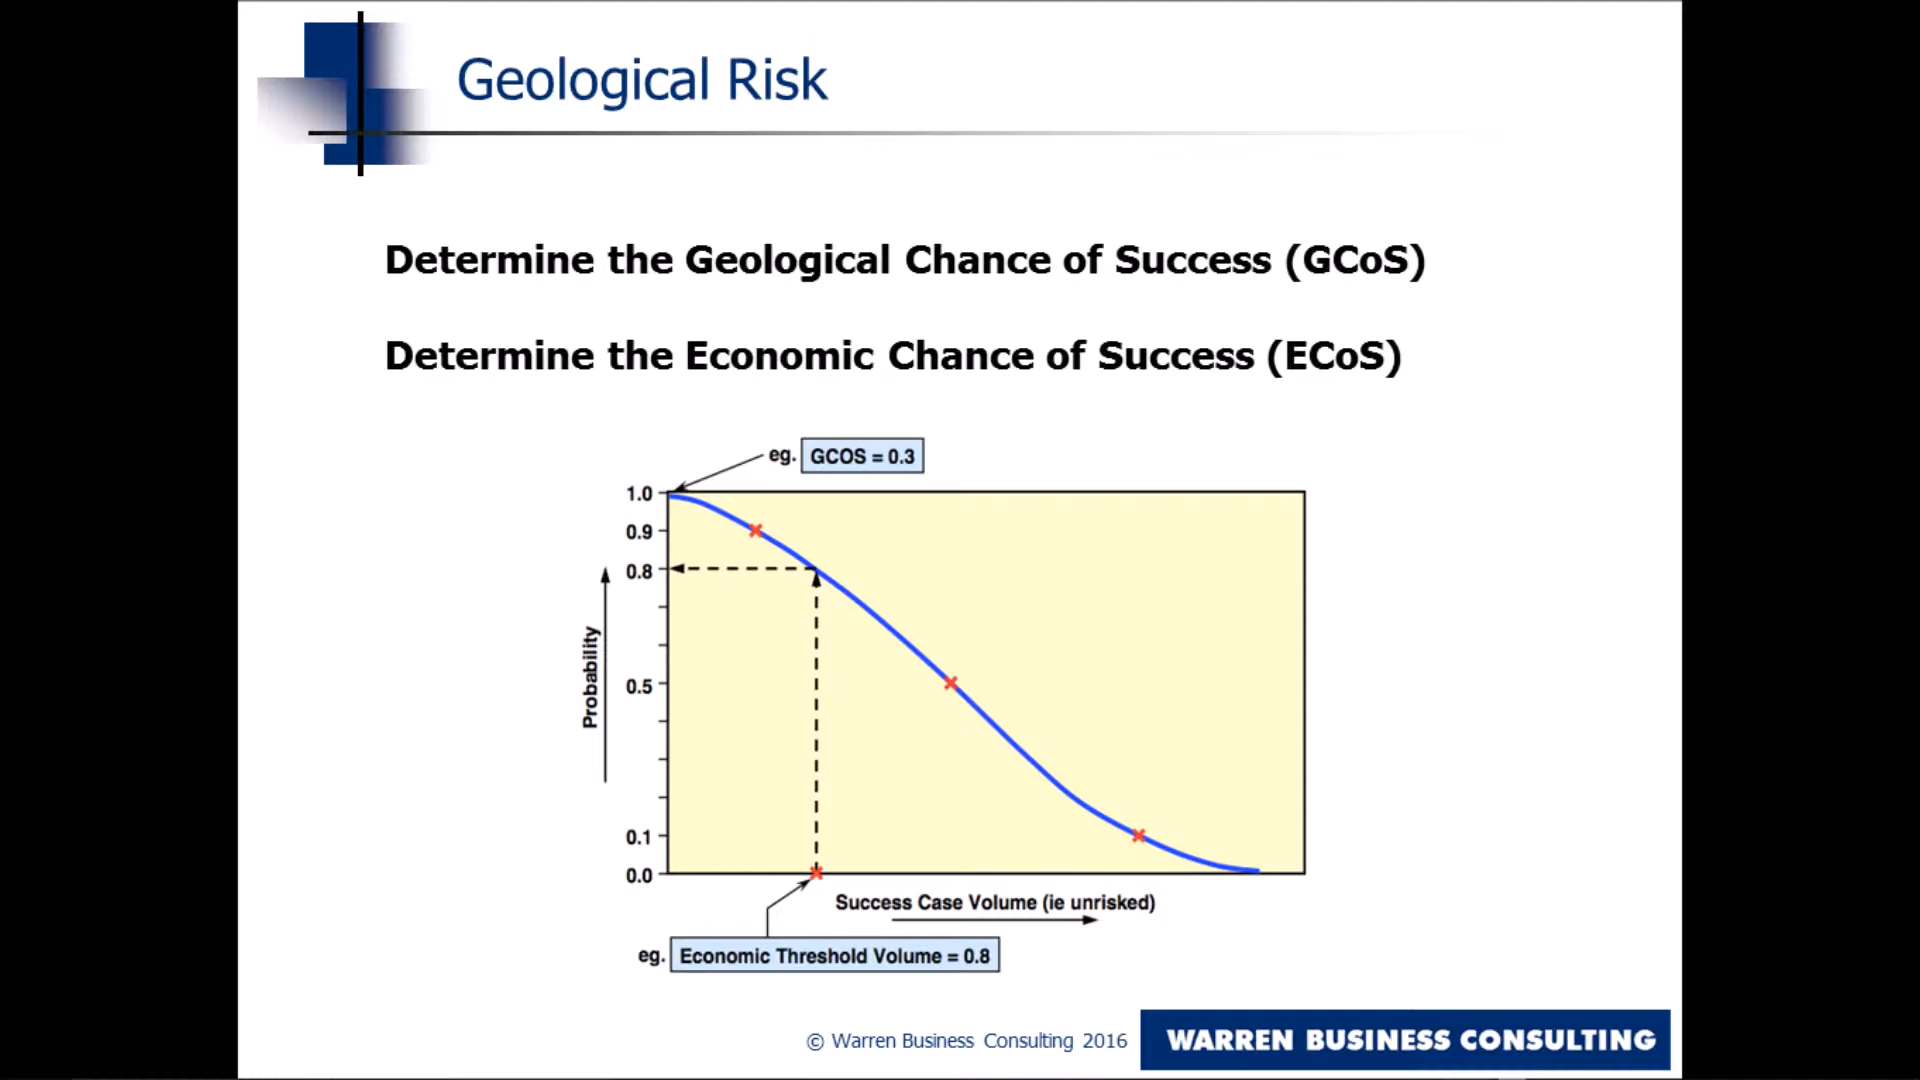 Geological Risk
Determine the Geological Chance of Success (GCoS)
Determine the Economic Chance of Success (ECoS)
eg. GCOS = 0.3
1.0
0.9
0.8
0.5
0.1
0.0
Probability
Success Case Volume (ie unrisked)
eg. Economic Threshold Volume = 0.8
© Warren Business Consulting 2016
WARREN BUSINESS CONSULTING